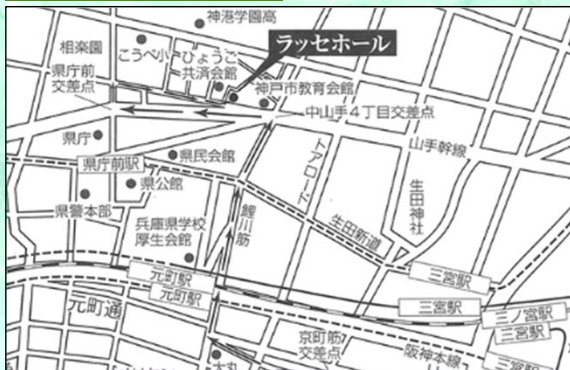 神港学園高
ラッセホール
相楽園
こうべ小
ひょうご
共済会館
県庁前
交差点
神戸市教育会館
中山手4丁目交差点
県庁
県民会館
山手幹線
県庁前駅
県公館
トアロード
生田神社
県警本部
鯉川筋
生田新道
兵庫県学校
厚生会館
三宮駅
元町駅
元町駅
元町通
三宮駅
三ノ宮駅
三宮駅
京町筋
交差点
阪神本線
三宮駅
大丸